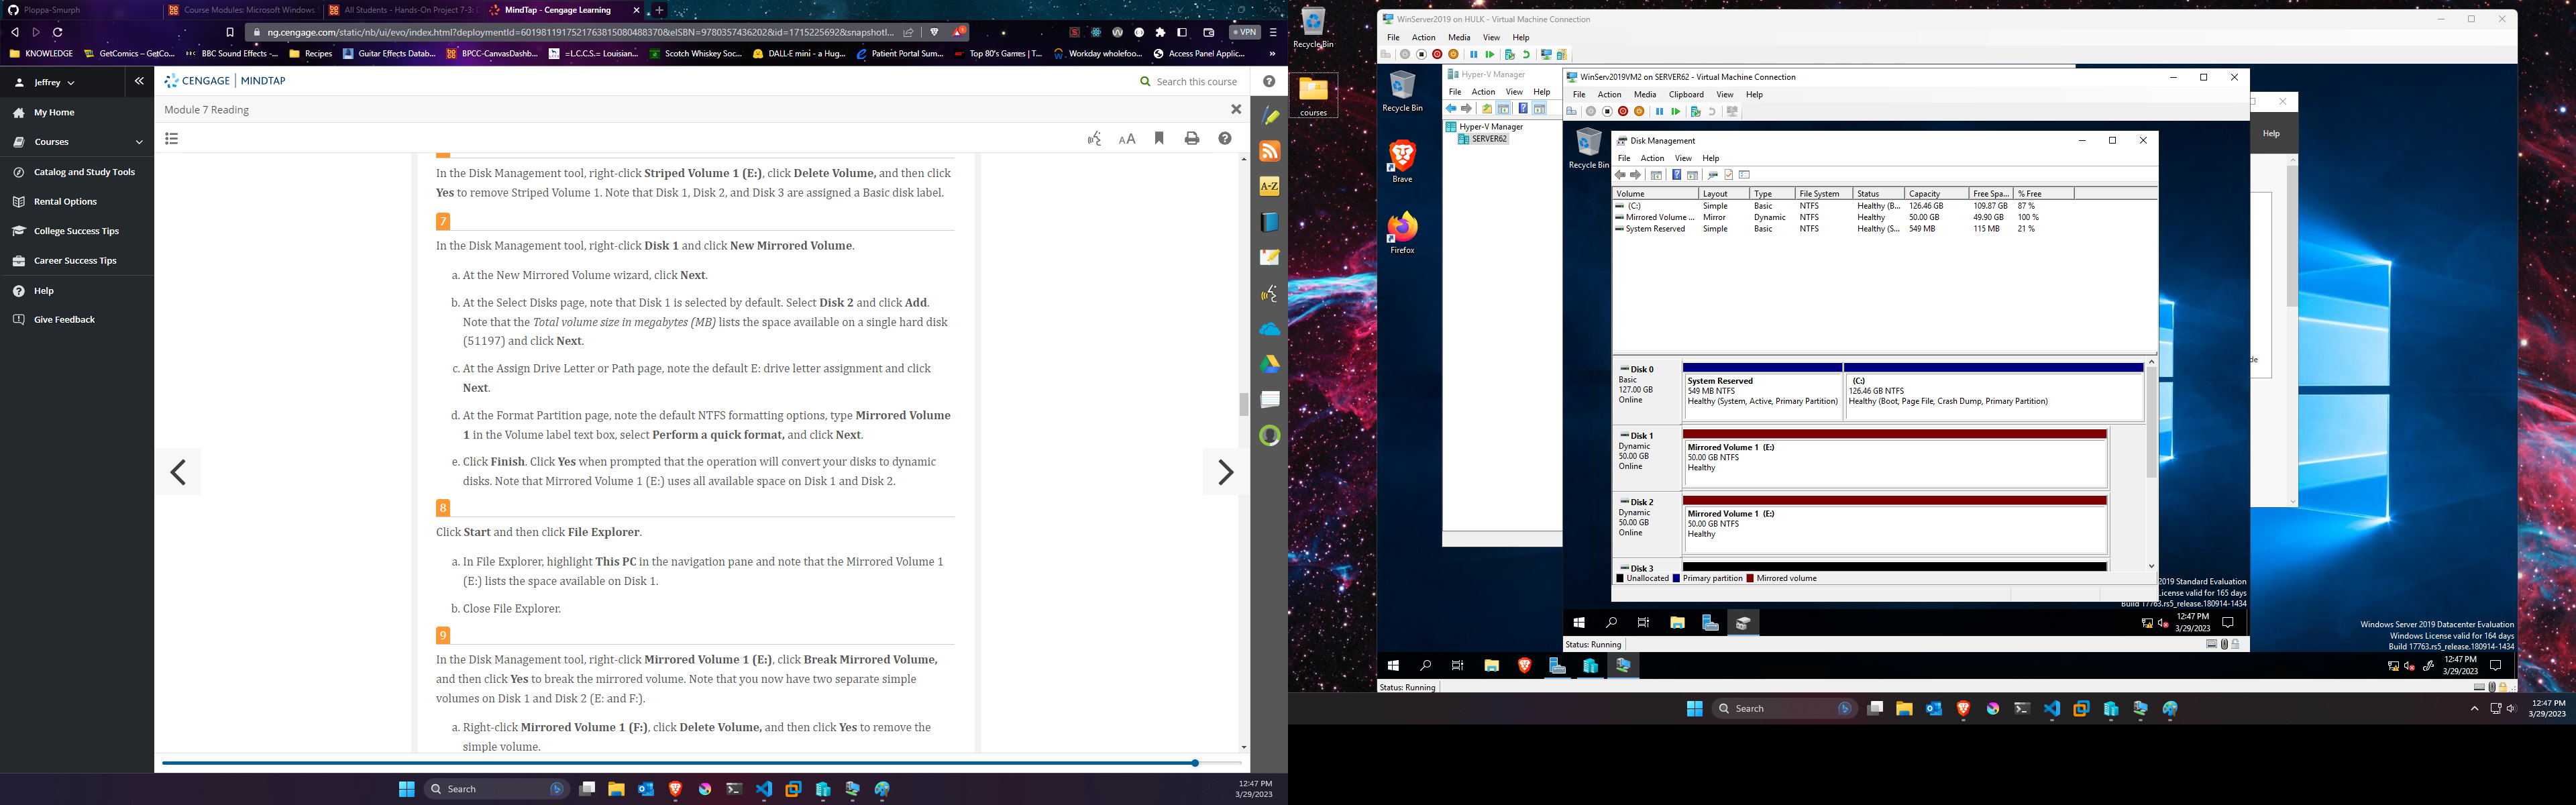 Ploppa-Smurph
Course Modules: Microsoft Windows
All Students - Hands-On Project 7-3:
MindTap - Cengage Learning
ng.cengage.com/static/nb/ui/evo/index.html?deploymentId=6019811917521763815080488370&eISBN=9780357436202&id=1715225692&snapshotI...
VPN
KNOWLEDGE
GetComics – GetCo...
BBC Sound Effects -...
Recipes
Guitar Effects Datab...
BPCC-CanvasDashb...
=L.C.C.S.= Louisian...
Scotch Whiskey Soc...
DALL·E mini - a Hug...
Patient Portal Sum...
Top 80's Games | T...
Workday wholefoo...
Access Panel Applic...
Jeffrey
CENGAGE | MINDTAP
Search this course
My Home
Courses
Catalog and Study Tools
Rental Options
College Success Tips
Career Success Tips
Help
Give Feedback
Module 7 Reading
AA
A-Z
In the Disk Management tool, right-click Striped Volume 1 (E:), click Delete Volume, and then click
Yes to remove Striped Volume 1. Note that Disk 1, Disk 2, and Disk 3 are assigned a Basic disk label.
7
In the Disk Management tool, right-click Disk 1 and click New Mirrored Volume.
a. At the New Mirrored Volume wizard, click Next.
b. At the Select Disks page, note that Disk 1 is selected by default. Select Disk 2 and click Add.
Note that the Total volume size in megabytes (MB) lists the space available on a single hard disk
(51197) and click Next.
c. At the Assign Drive Letter or Path page, note the default E: drive letter assignment and click
Next.
d. At the Format Partition page, note the default NTFS formatting options, type Mirrored Volume
1 in the Volume label text box, select Perform a quick format, and click Next.
e. Click Finish. Click Yes when prompted that the operation will convert your disks to dynamic
disks. Note that Mirrored Volume 1 (E:) uses all available space on Disk 1 and Disk 2.
8
Click Start and then click File Explorer.
a. In File Explorer, highlight This PC in the navigation pane and note that the Mirrored Volume 1
(E:) lists the space available on Disk 1.
b. Close File Explorer.
9
In the Disk Management tool, right-click Mirrored Volume 1 (E:), click Break Mirrored Volume,
and then click Yes to break the mirrored volume. Note that you now have two separate simple
volumes on Disk 1 and Disk 2 (E: and F:).
a. Right-click Mirrored Volume 1 (F:), click Delete Volume, and then click Yes to remove the
simple volume.
Search
12:47 PM
3/29/2023
Recycle Bin
courses
WinServer2019 on HULK - Virtual Machine Connection
File Action Media View Help
Recycle Bin
Brave
Firefox
Hyper-V Manager
File Action View Help
Hyper-V Manager
SERVER62
WinServ2019VM2 on SERVER62 - Virtual Machine Connection
File Action Media Clipboard View Help
Recycle Bin
Help
de
Disk Management
File Action View Help
Volume Layout Type File System Status Capacity Free Spa... % Free
(C:) Simple Basic NTFS Healthy (B... 126.46 GB 109.87 GB 87 %
Mirrored Volume ... Mirror Dynamic NTFS Healthy 50.00 GB 49.90 GB 100 %
System Reserved Simple Basic NTFS Healthy (S... 549 MB 115 MB 21 %
Disk 0
Basic
127.00 GB
Online
System Reserved
549 MB NTFS
Healthy (System, Active, Primary Partition)
(C:)
126.46 GB NTFS
Healthy (Boot, Page File, Crash Dump, Primary Partition)
Disk 1
Dynamic
50.00 GB
Online
Mirrored Volume 1 (E:)
50.00 GB NTFS
Healthy
Disk 2
Dynamic
50.00 GB
Online
Mirrored Volume 1 (E:)
50.00 GB NTFS
Healthy
Disk 3
Unallocated Primary partition Mirrored volume
2019 Standard Evaluation
License valid for 165 days
Build 17763.rs5_release.180914-1434
12:47 PM
3/29/2023
Status: Running
Windows Server 2019 Datacenter Evaluation
Windows License valid for 164 days
Build 17763.rs5_release.180914-1434
12:47 PM
3/29/2023
Status: Running
Search
12:47 PM
3/29/2023